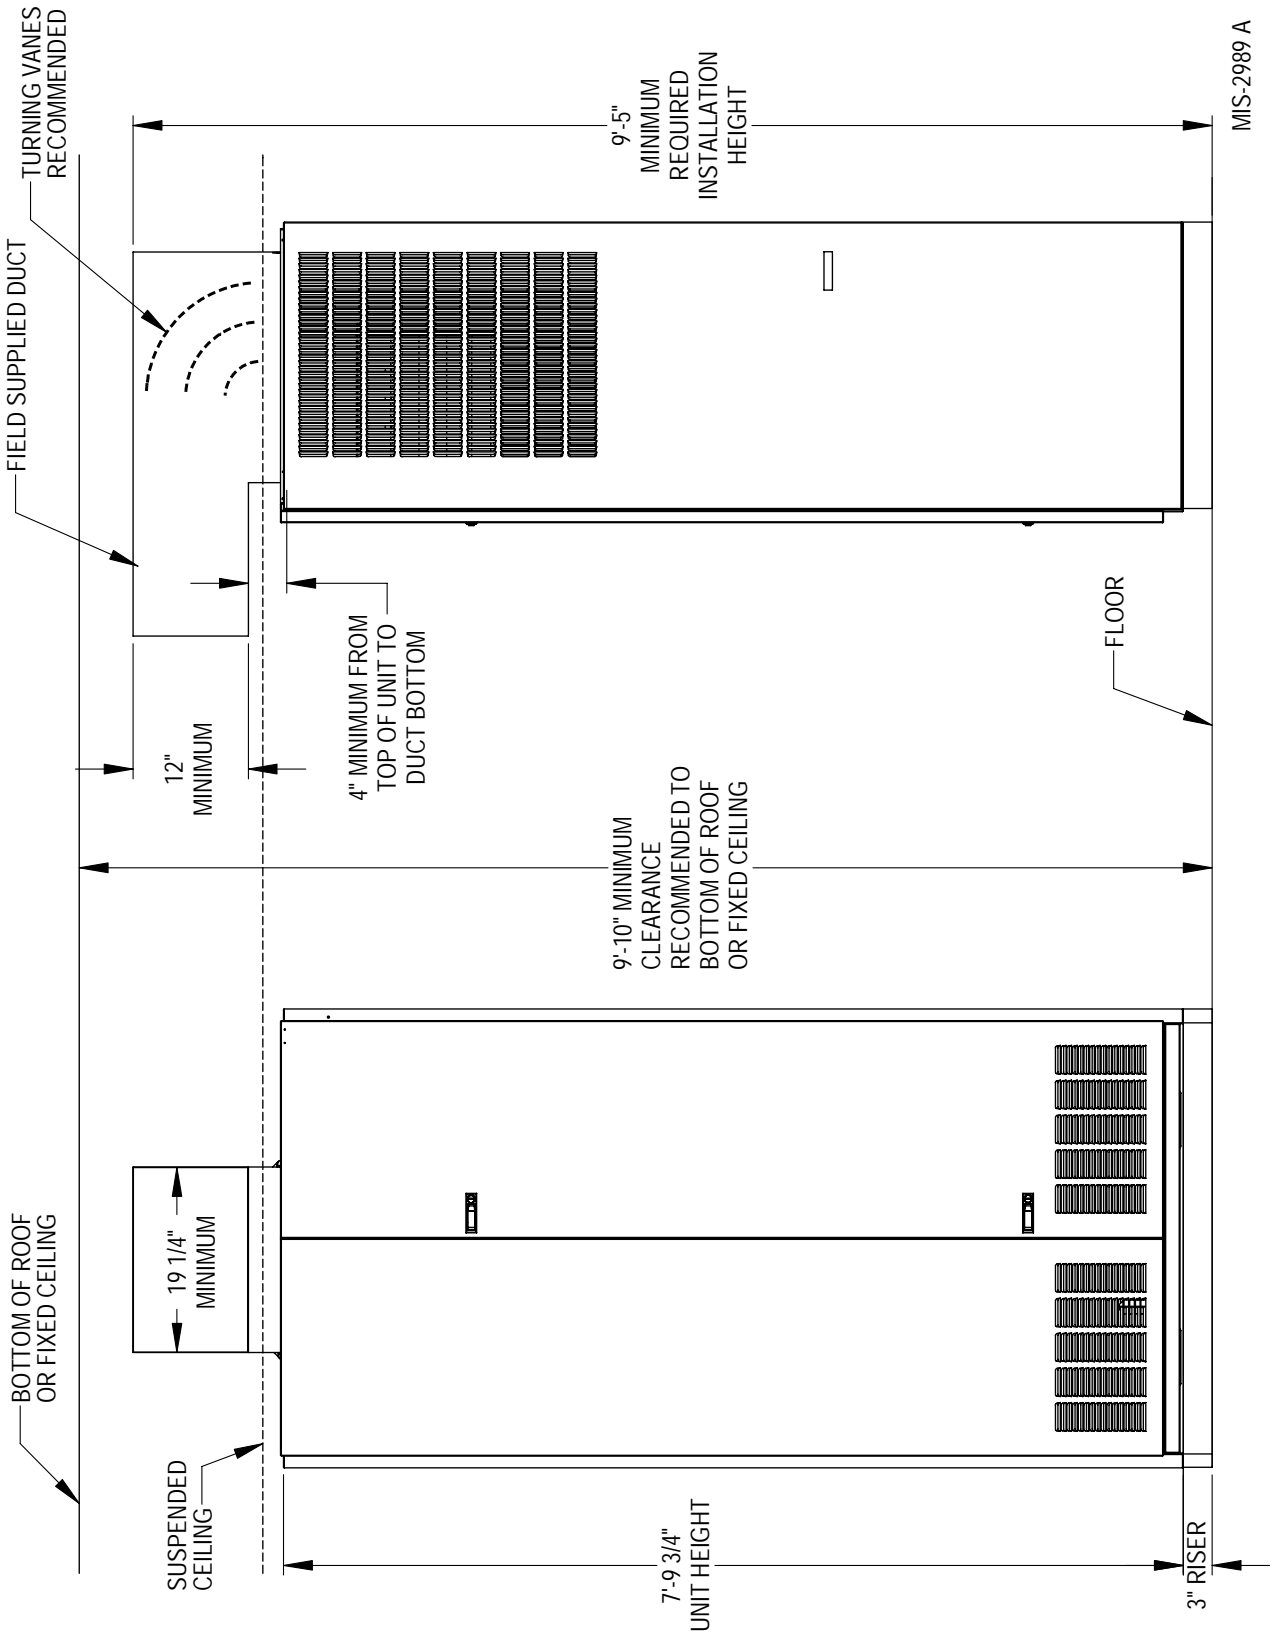 BOTTOM OF ROOF
OR FIXED CEILING
SUSPENDED
CEILING
19 1/4"
MINIMUM
7'-9 3/4"
UNIT HEIGHT
3" RISER
9'-10" MINIMUM
CLEARANCE
RECOMMENDED TO
BOTTOM OF ROOF
OR FIXED CEILING
12"
MINIMUM
4" MINIMUM FROM
TOP OF UNIT TO
DUCT BOTTOM
FLOOR
FIELD SUPPLIED DUCT
TURNING VANES
RECOMMENDED
9'-5"
MINIMUM
REQUIRED
INSTALLATION
HEIGHT
MIS-2989 A